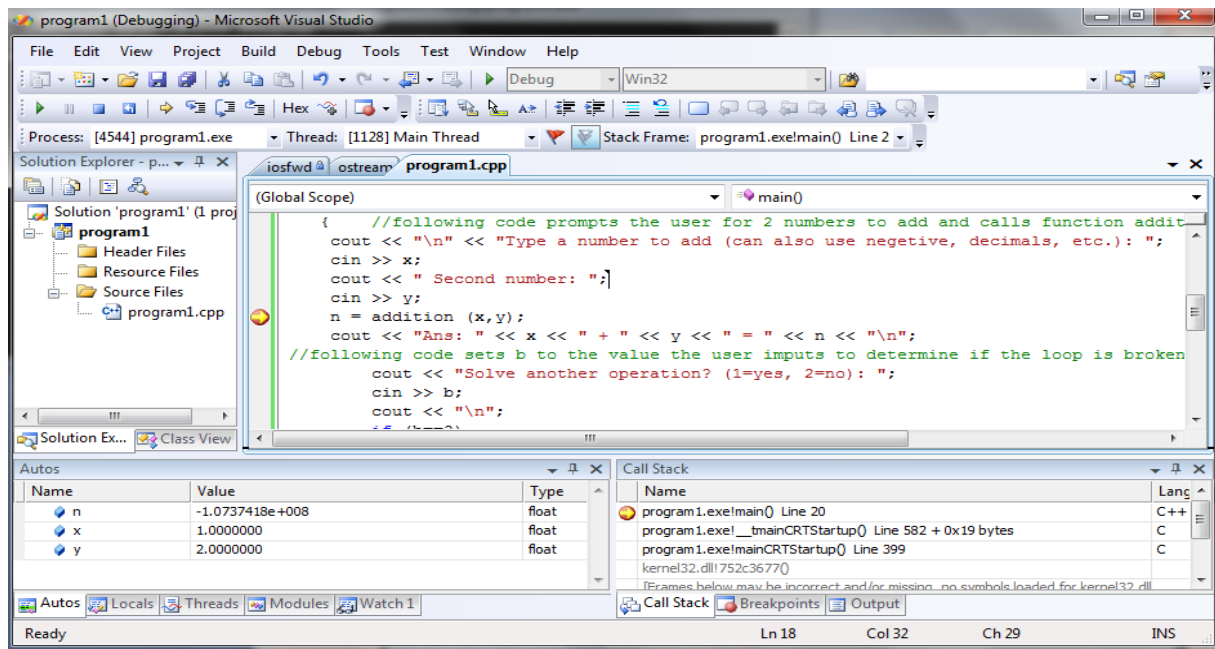 program1 (Debugging) - Microsoft Visual Studio
File Edit View Project Build Debug Tools Test Window Help
Debug Win32
Hex
Process: [4544] program1.exe Thread: [1128] Main Thread Stack Frame: program1.exe!main() Line 2
Solution Explorer - p...
iosfwd ostream program1.cpp
(Global Scope) main()
Solution 'program1' (1 proj
program1
Header Files
Resource Files
Source Files
program1.cpp
{ //following code prompts the user for 2 numbers to add and calls function addit
cout << "\n" << "Type a number to add (can also use negetive, decimals, etc.): ";
cin >> x;
cout << " Second number: ";
cin >> y;
n = addition (x,y);
cout << "Ans: " << x << " + " << y << " = " << n << "\n";
//following code sets b to the value the user imputs to determine if the loop is broken
cout << "Solve another operation? (1=yes, 2=no): ";
cin >> b;
cout << "\n";
Solution Ex... Class View
Autos
Name Value Type
n -1.0737418e+008 float
x 1.0000000 float
y 2.0000000 float
Autos Locals Threads Modules Watch 1
Call Stack
Name Lang
program1.exe!main() Line 20 C++
program1.exe!__tmainCRTStartup() Line 582 + 0x19 bytes C
program1.exe!mainCRTStartup() Line 399 C
kernel32.dll!752c3677()
[Frames below may be incorrect and/or missing, no symbols loaded for kernel32.dll
Call Stack Breakpoints Output
Ready Ln 18 Col 32 Ch 29 INS